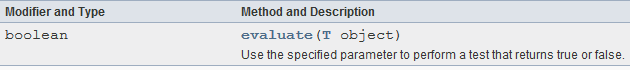 Modifier and Type Method and Description
boolean evaluate(T object)
Use the specified parameter to perform a test that returns true or false.